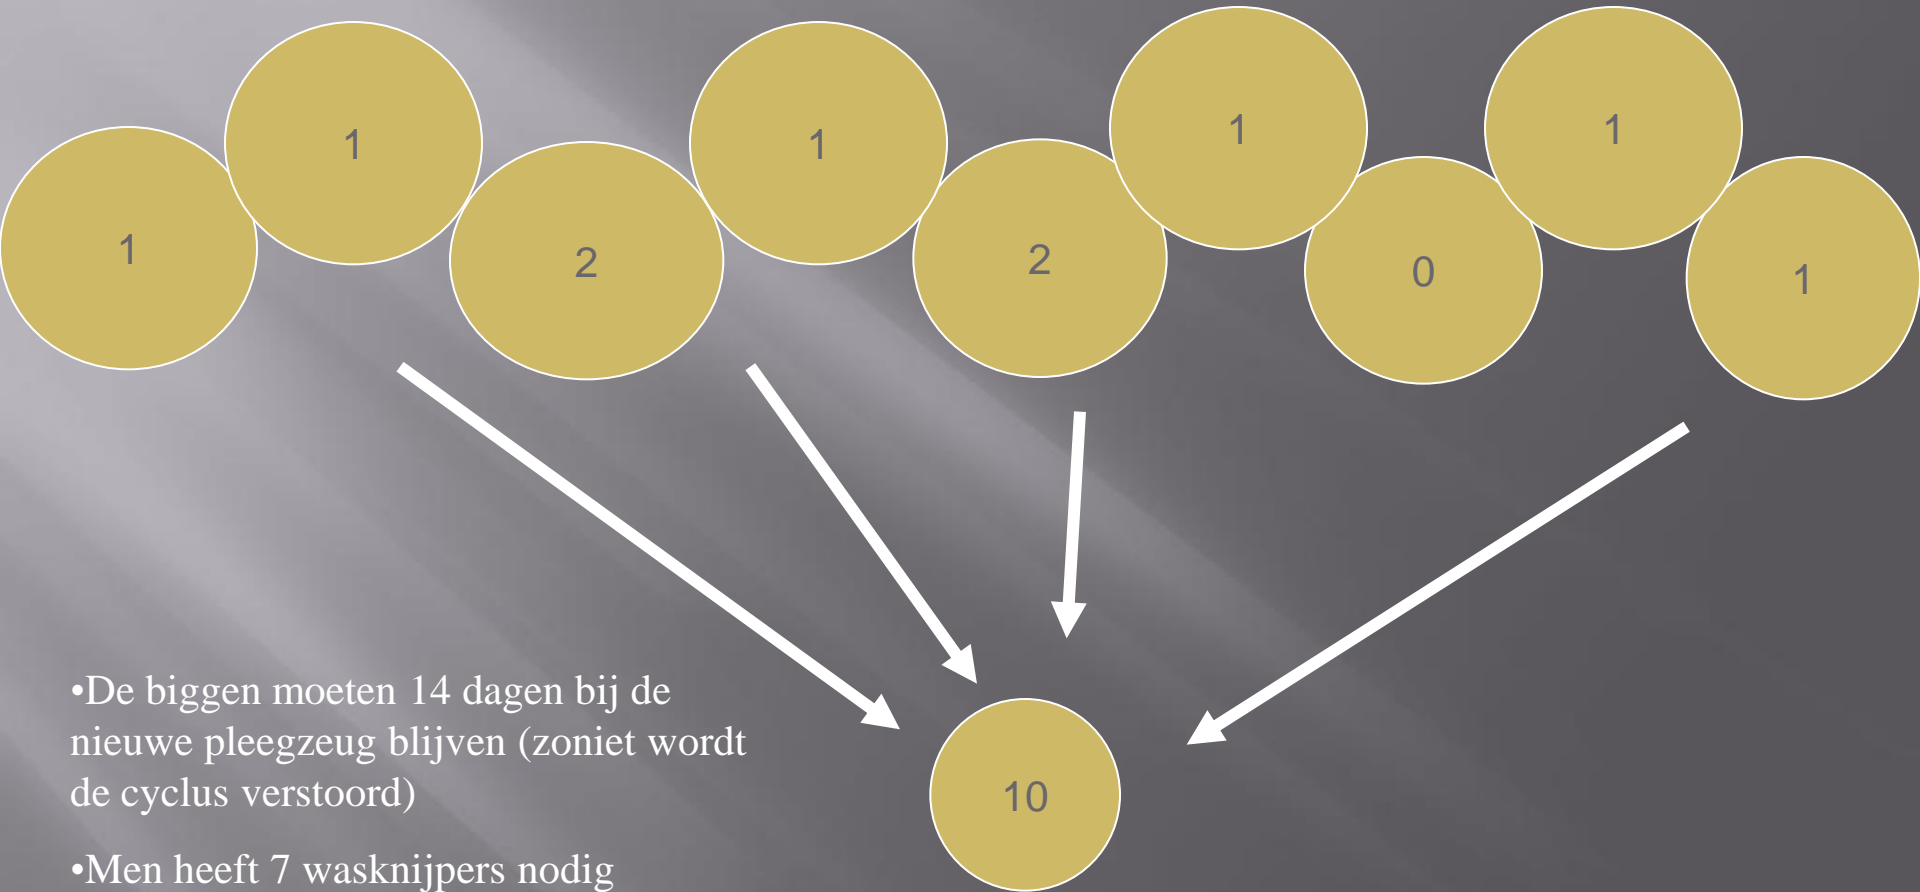 1
1
2
1
2
1
0
1
1
10
•De biggen moeten 14 dagen bij de
nieuwe pleegzeug blijven (zoniet wordt
de cyclus verstoord)
•Men heeft 7 wasknijpers nodig